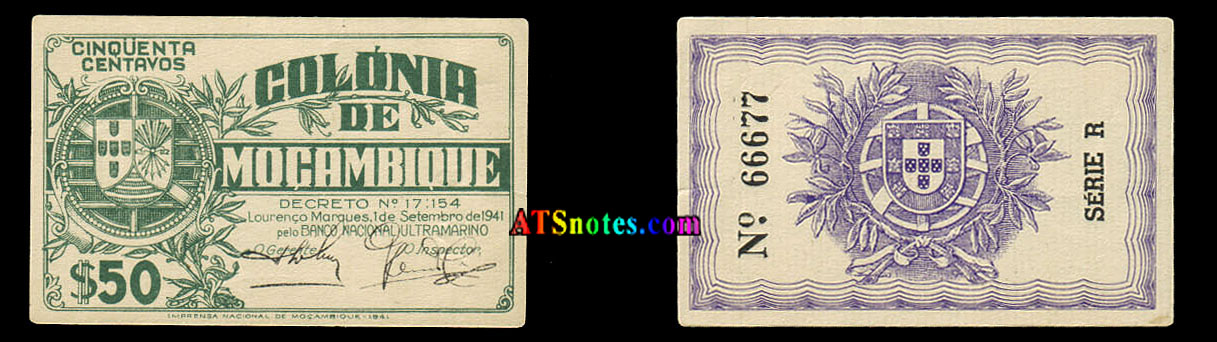 CINQÜENTA
CENTAVOS
COLÓNIA
DE
MOÇAMBIQUE
DECRETO Nº 17:154
Lourenço Marques, 1 de Setembro de 1941
pelo BANCO NACIONAL ULTRAMARINO
O Gerente, O Inspector,
$50
IMPRENSA NACIONAL DE MOÇAMBIQUE-1941
ATSnotes.com
Nº 66677
SÉRIE R